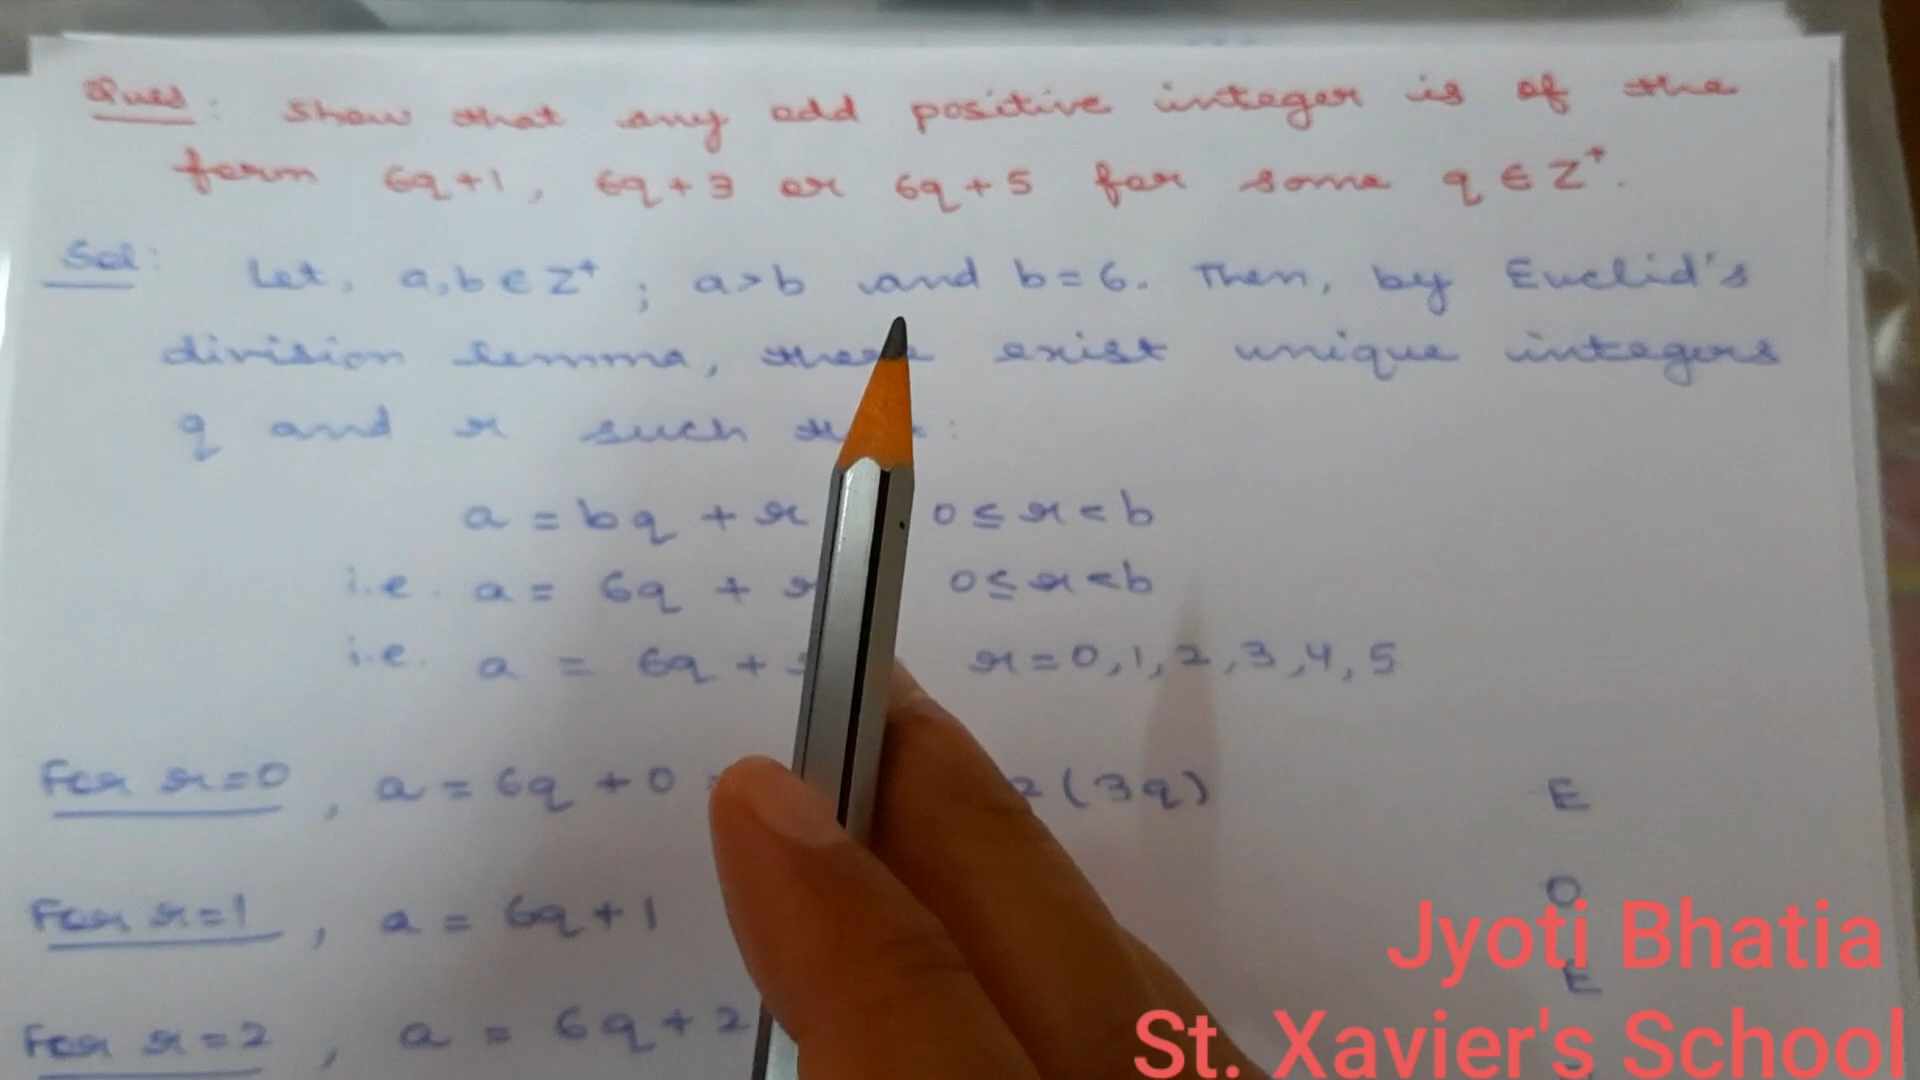 Ques: Show that any odd positive integer is of the
form 6q+1, 6q+3 or 6q+5 for some q ∈ Z⁺.
Sol: Let, a,b ∈ Z⁺ ; a>b and b=6. Then, by Euclid's
division lemma, there exist unique integers
q and r such :
a = bq + r 0≤r<b
i.e. a = 6q + r 0≤r<b
i.e. a = 6q + r=0,1,2,3,4,5
For r=0, a = 6q+0 2(3q) E
For r=1, a = 6q+1 O
E
For r=2, a = 6q+2
Jyoti Bhatia
St. Xavier's School